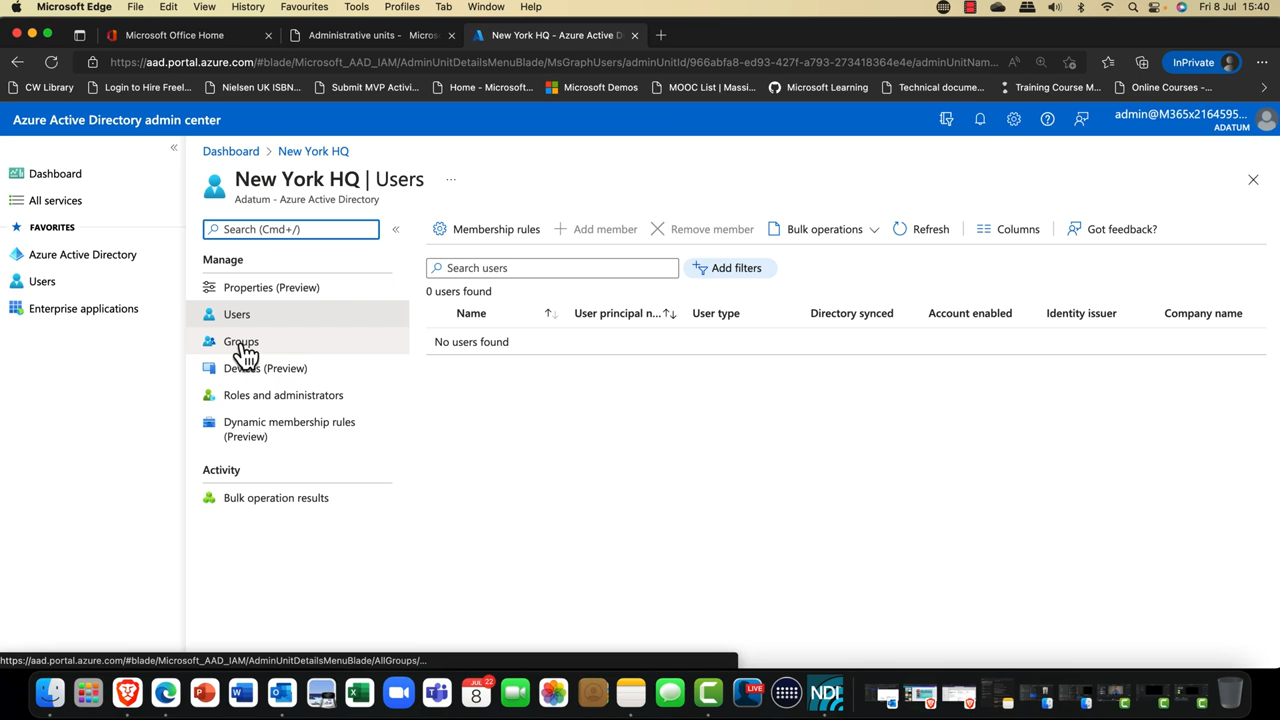 Microsoft Edge File Edit View History Favourites Tools Profiles Tab Window Help Fri 8 Jul 15:40
Microsoft Office Home Administrative units - Micros New York HQ - Azure Active D
https://aad.portal.azure.com/#blade/Microsoft_AAD_IAM/AdminUnitDetailsMenuBlade/MsGraphUsers/adminUnitId/966abfa8-ed93-427f-a793-273418364e4e/adminUnitNam... InPrivate
CW Library Login to Hire Freel... Nielsen UK ISBN... Submit MVP Activi... Home - Microsoft... Microsoft Demos MOOC List | Massi... Microsoft Learning Technical docume... Training Course M... Online Courses -...
Azure Active Directory admin center admin@M365x2164595...
ADATUM
Dashboard > New York HQ
Dashboard
All services
FAVORITES
Azure Active Directory
Users
Enterprise applications
New York HQ | Users ...
Adatum - Azure Active Directory
Search (Cmd+/)
Manage
Properties (Preview)
Users
Groups
Devices (Preview)
Roles and administrators
Dynamic membership rules
(Preview)
Activity
Bulk operation results
Membership rules Add member Remove member Bulk operations Refresh Columns Got feedback?
Search users Add filters
0 users found
Name User principal n... User type Directory synced Account enabled Identity issuer Company name
No users found
https://aad.portal.azure.com/#blade/Microsoft_AAD_IAM/AdminUnitDetailsMenuBlade/AllGroups/...
JUL 22
8
LIVE
NDI